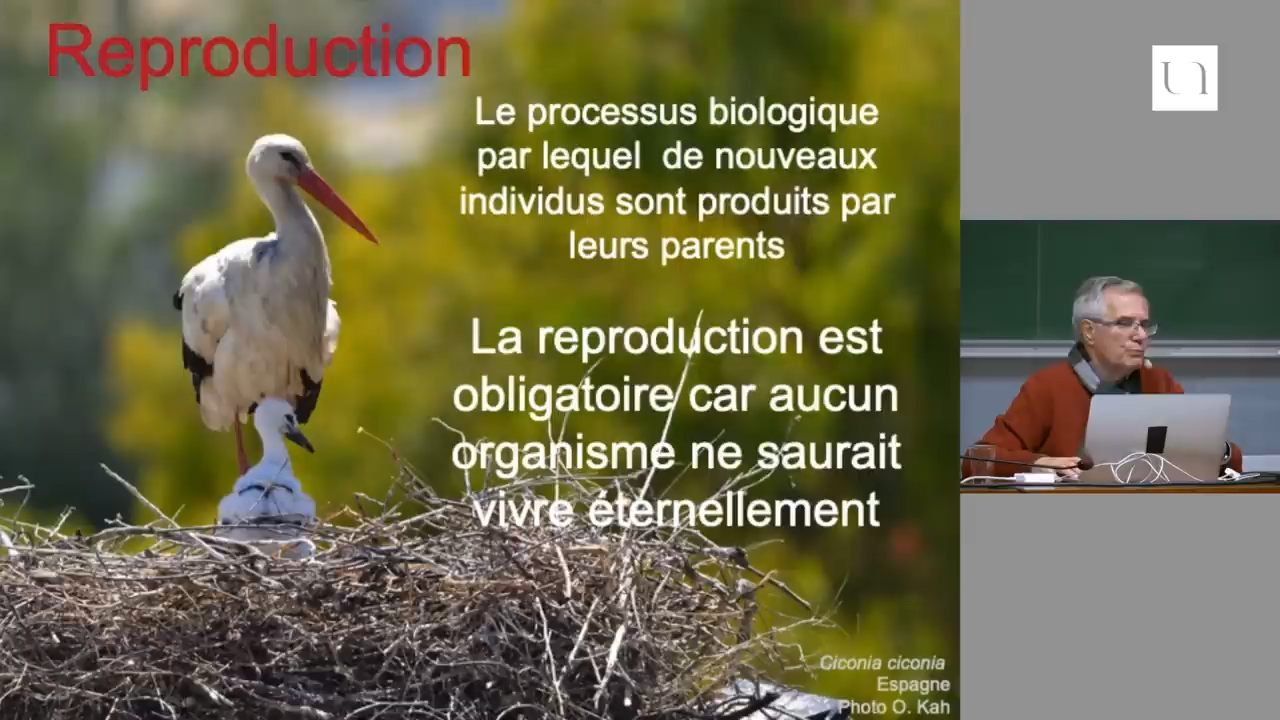 Reproduction
Le processus biologique
par lequel de nouveaux
individus sont produits par
leurs parents
La reproduction est
obligatoire car aucun
organisme ne saurait
vivre éternellement
Ciconia ciconia
Espagne
Photo O. Kah